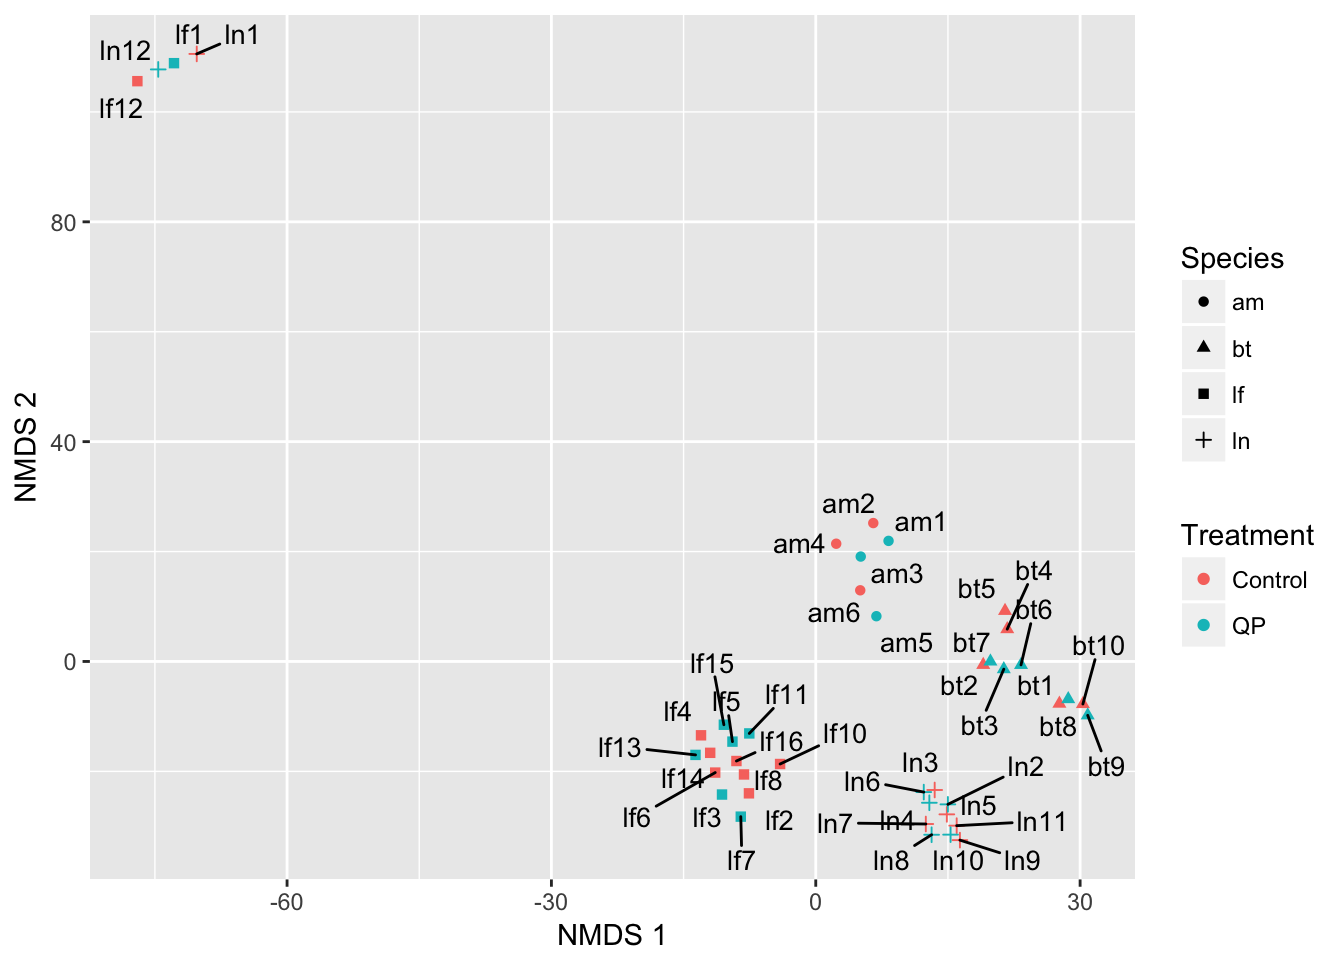 lf1
ln1
ln12
lf12
80
40
0
NMDS 2
am2
am1
am4
am3
am6
am5
bt4
bt5
bt6
bt7
bt10
bt2
bt1
bt3
bt8
bt9
lf15
lf5
lf11
lf4
lf13
lf16
lf10
lf14
lf8
lf6
lf3
lf2
lf7
ln3
ln2
ln6
ln5
ln7
ln4
ln11
ln8
ln10
ln9
-60
-30
0
30
NMDS 1
Species
am
bt
lf
ln
Treatment
Control
QP